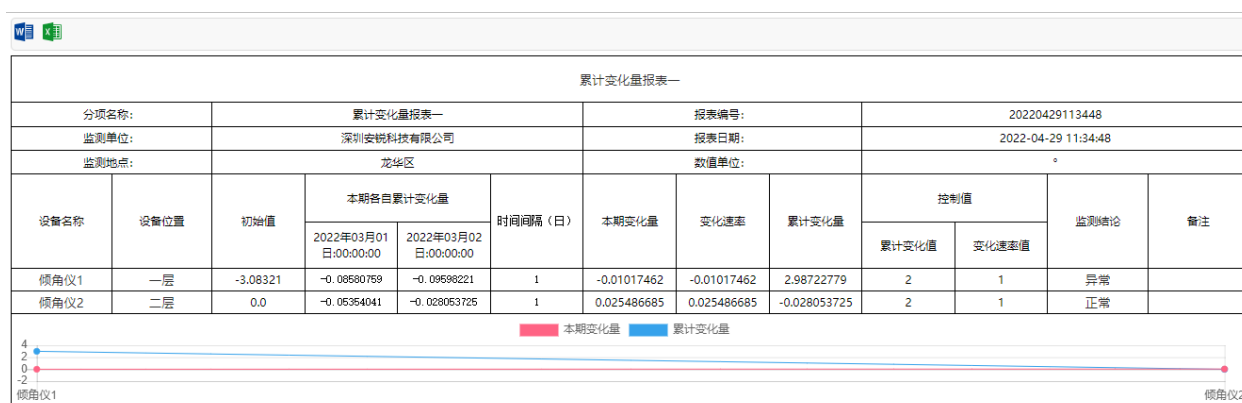 累计变化量报表一
分项名称: 累计变化量报表一 报表编号: 20220429113448
监测单位: 深圳安锐科技有限公司 报表日期: 2022-04-29 11:34:48
监测地点: 龙华区 数值单位: °
设备名称 设备位置 初始值 本期各自累计变化量 时间间隔（日） 本期变化量 变化速率 累计变化量 控制值 监测结论 备注
2022年03月01日:00:00:00 2022年03月02日:00:00:00 累计变化值 变化速率值
倾角仪1 一层 -3.08321 -0.08580759 -0.09598221 1 -0.01017462 -0.01017462 2.98722779 2 1 异常
倾角仪2 二层 0.0 -0.05354041 -0.028053725 1 0.025486685 0.025486685 -0.028053725 2 1 正常
本期变化量 累计变化量
4
2
0
-2
倾角仪1 倾角仪2